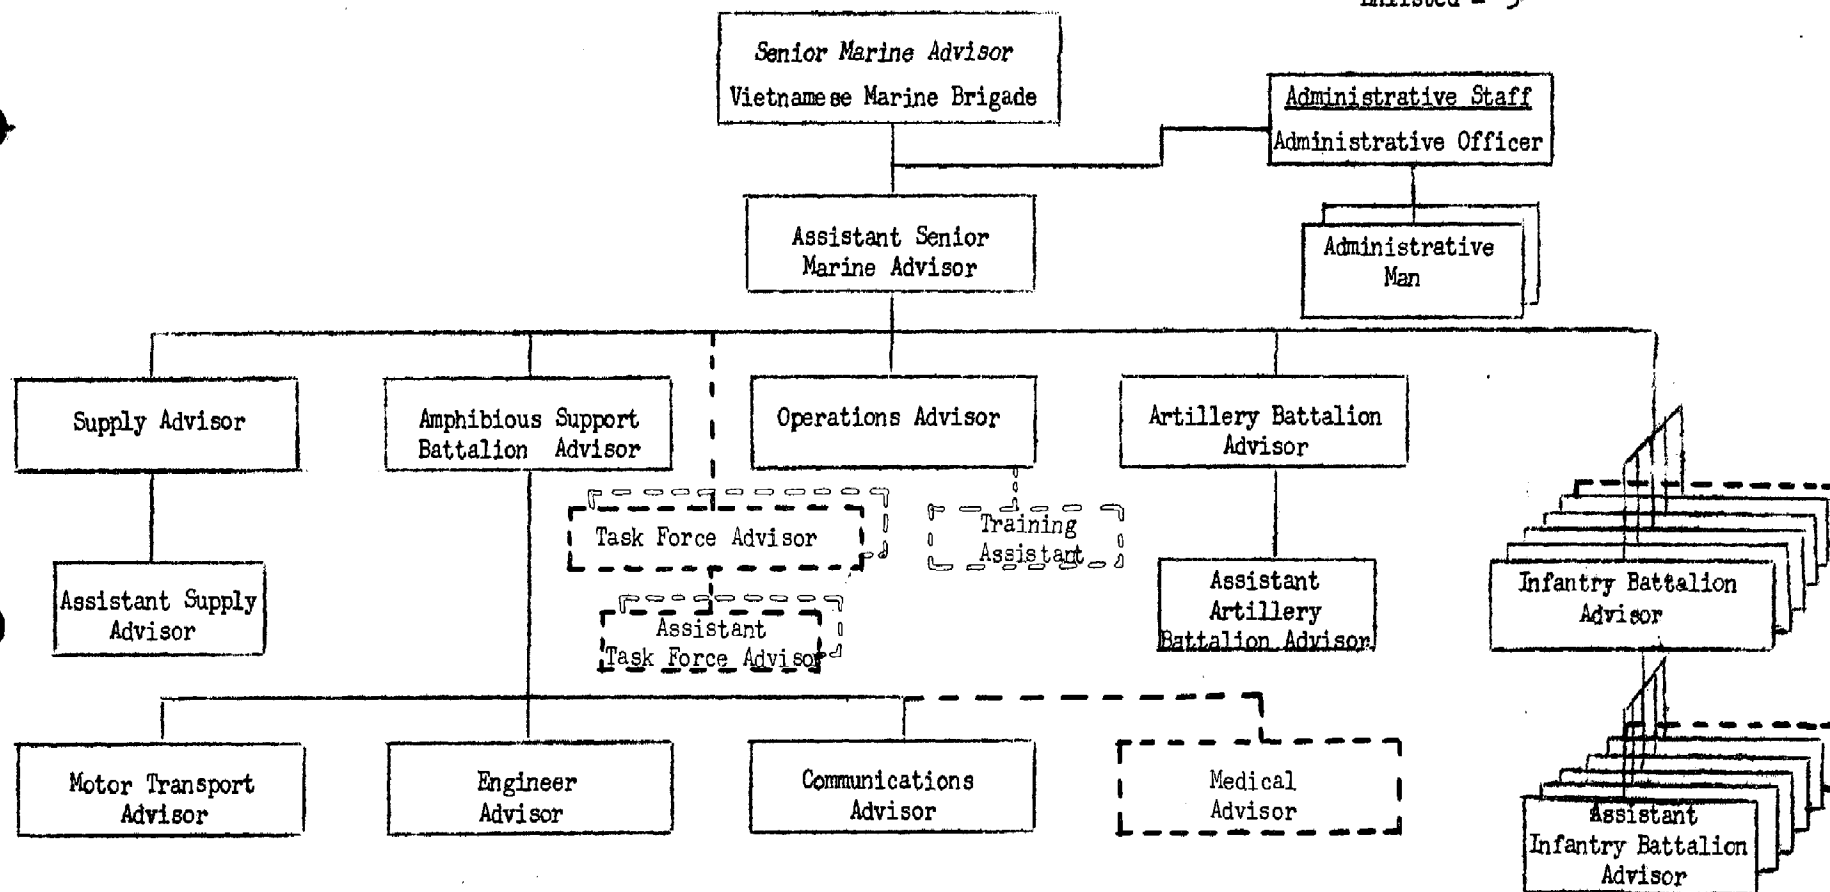 Enlisted - 5
Senior Marine Advisor
Vietnamese Marine Brigade
Administrative Staff
Administrative Officer
Assistant Senior
Marine Advisor
Administrative
Man
Supply Advisor
Amphibious Support
Battalion Advisor
Operations Advisor
Artillery Battalion
Advisor
Task Force Advisor
Training
Assistant
Assistant Supply
Advisor
Assistant
Task Force Advisor
Assistant
Artillery
Battalion Advisor
Infantry Battalion
Advisor
Motor Transport
Advisor
Engineer
Advisor
Communications
Advisor
Medical
Advisor
Assistant
Infantry Battalion
Advisor